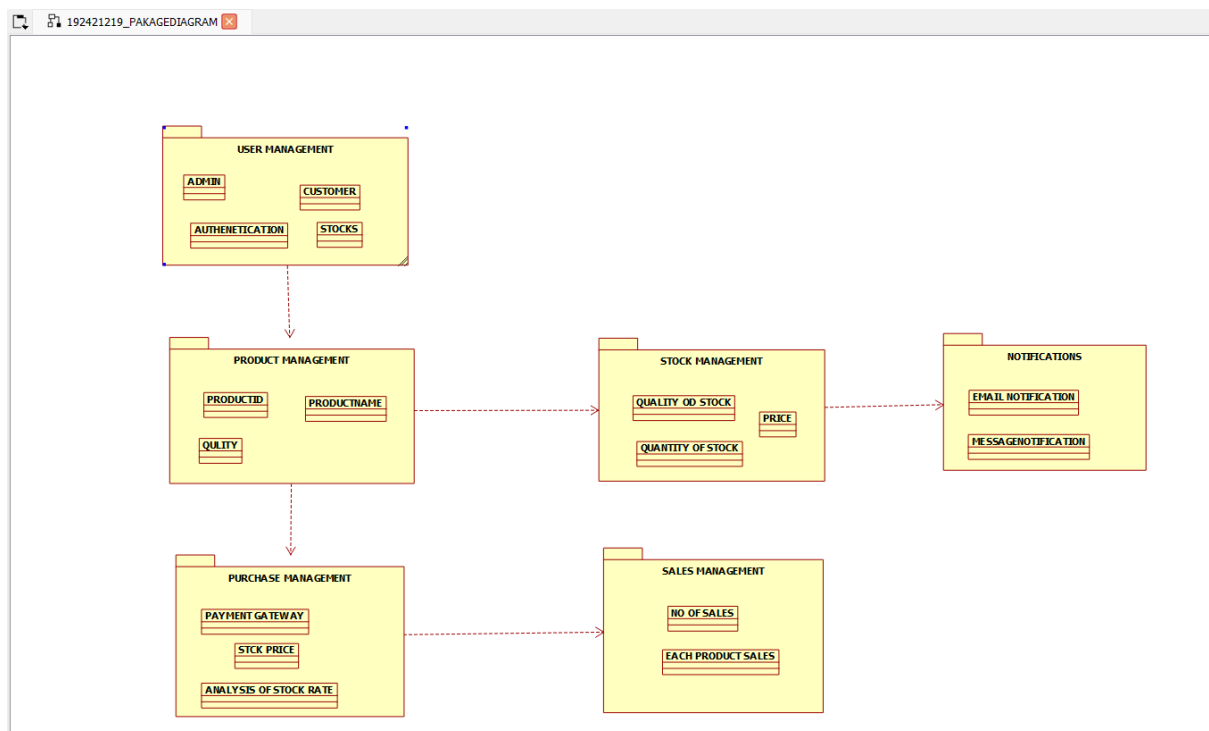 192421219_PAKAGEDIAGRAM
USER MANAGEMENT
ADMIN
CUSTOMER
AUTHENETICATION
STOCKS
PRODUCT MANAGEMENT
PRODUCTID
PRODUCTNAME
QULITY
STOCK MANAGEMENT
QUALITY OD STOCK
PRICE
QUANTITY OF STOCK
NOTIFICATIONS
EMAIL NOTIFICATION
MESSAGENOTIFICATION
PURCHASE MANAGEMENT
PAYMENT GATEWAY
STCK PRICE
ANALYSIS OF STOCK RATE
SALES MANAGEMENT
NO OF SALES
EACH PRODUCT SALES